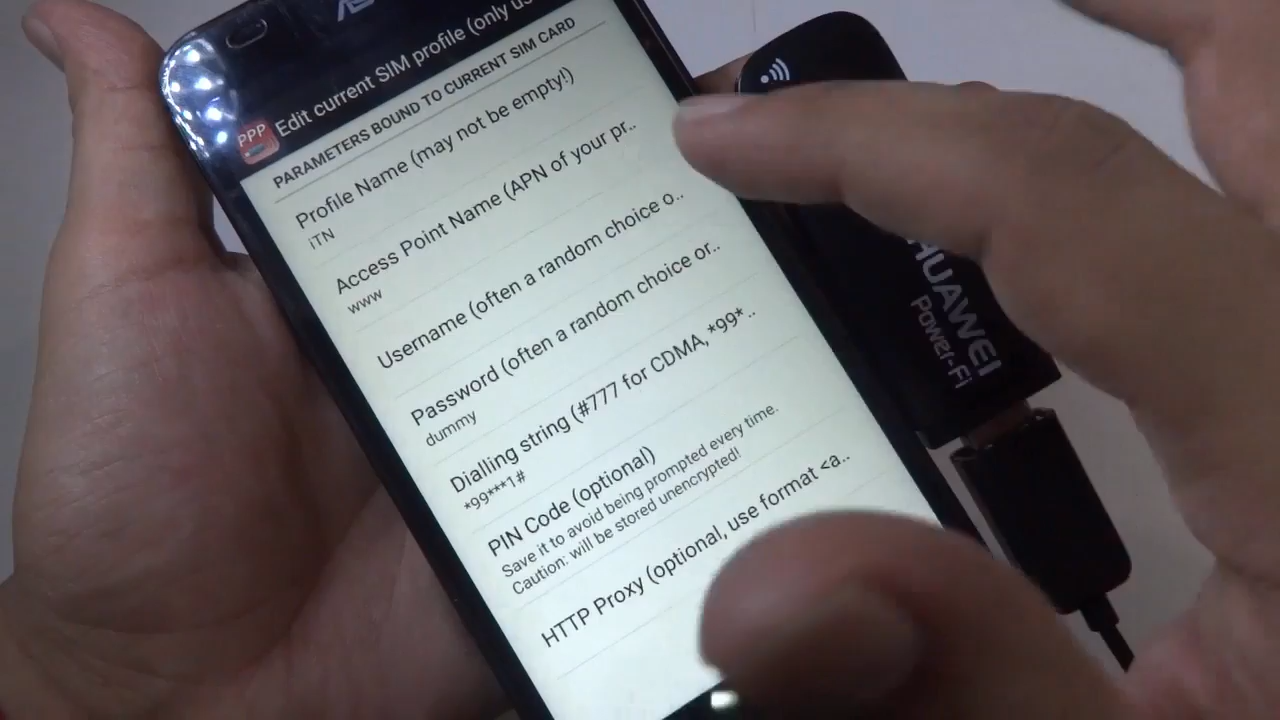 PPP
Edit current SIM profile (only us
PARAMETERS BOUND TO CURRENT SIM CARD
Profile Name (may not be empty!)
iTN
Access Point Name (APN of your pr..
www
Username (often a random choice o..
Password (often a random choice or..
dummy
Dialling string (#777 for CDMA, *99*..
*99***1#
PIN Code (optional)
Save it to avoid being prompted every time.
Caution: will be stored unencrypted!
HTTP Proxy (optional, use format <a..
HUAWEI
Power-Fi